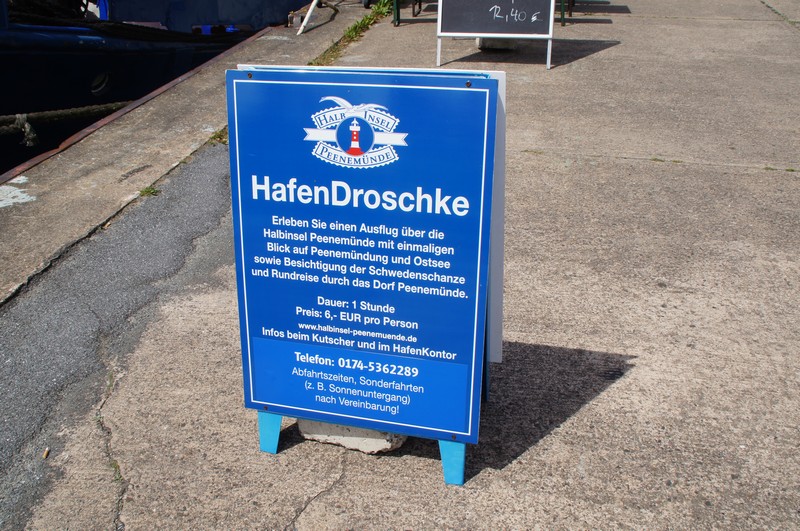 12,40 €
HALB INSEL
PEENEMÜNDE
HafenDroschke
Erleben Sie einen Ausflug über die
Halbinsel Peenemünde mit einmaligen
Blick auf Peenemündung und Ostsee
sowie Besichtigung der Schwedenschanze
und Rundreise durch das Dorf Peenemünde.
Dauer: 1 Stunde
Preis: 6,- EUR pro Person
www.halbinsel-peenemuende.de
Infos beim Kutscher und im HafenKontor
Telefon: 0174-5362289
Abfahrtszeiten, Sonderfahrten
(z. B. Sonnenuntergang)
nach Vereinbarung!